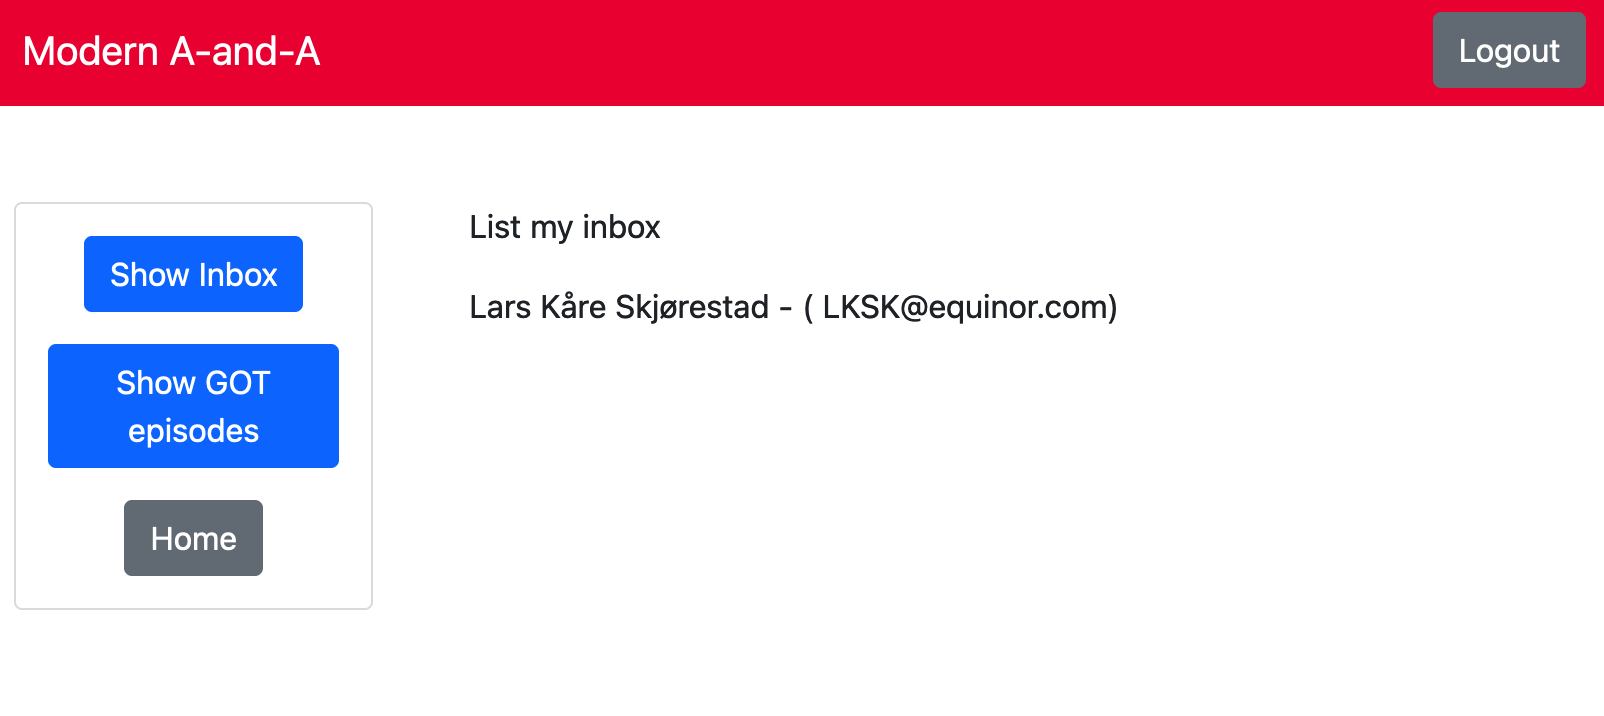 Modern A-and-A
Logout
Show Inbox
Show GOT
episodes
Home
List my inbox
Lars Kåre Skjørestad - ( LKSK@equinor.com)